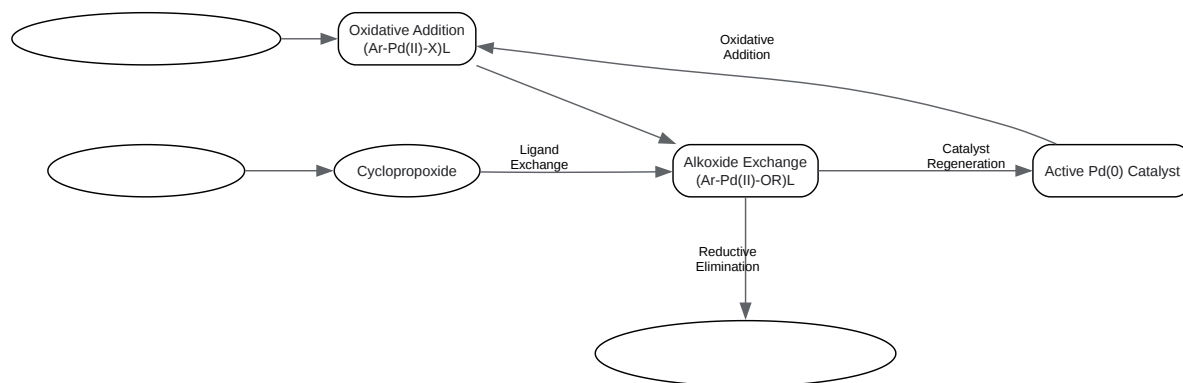 Oxidative Addition
(Ar-Pd(II)-X)L
Oxidative
Addition
Cyclopropoxide
Ligand
Exchange
Alkoxide Exchange
(Ar-Pd(II)-OR)L
Catalyst
Regeneration
Active Pd(0) Catalyst
Reductive
Elimination